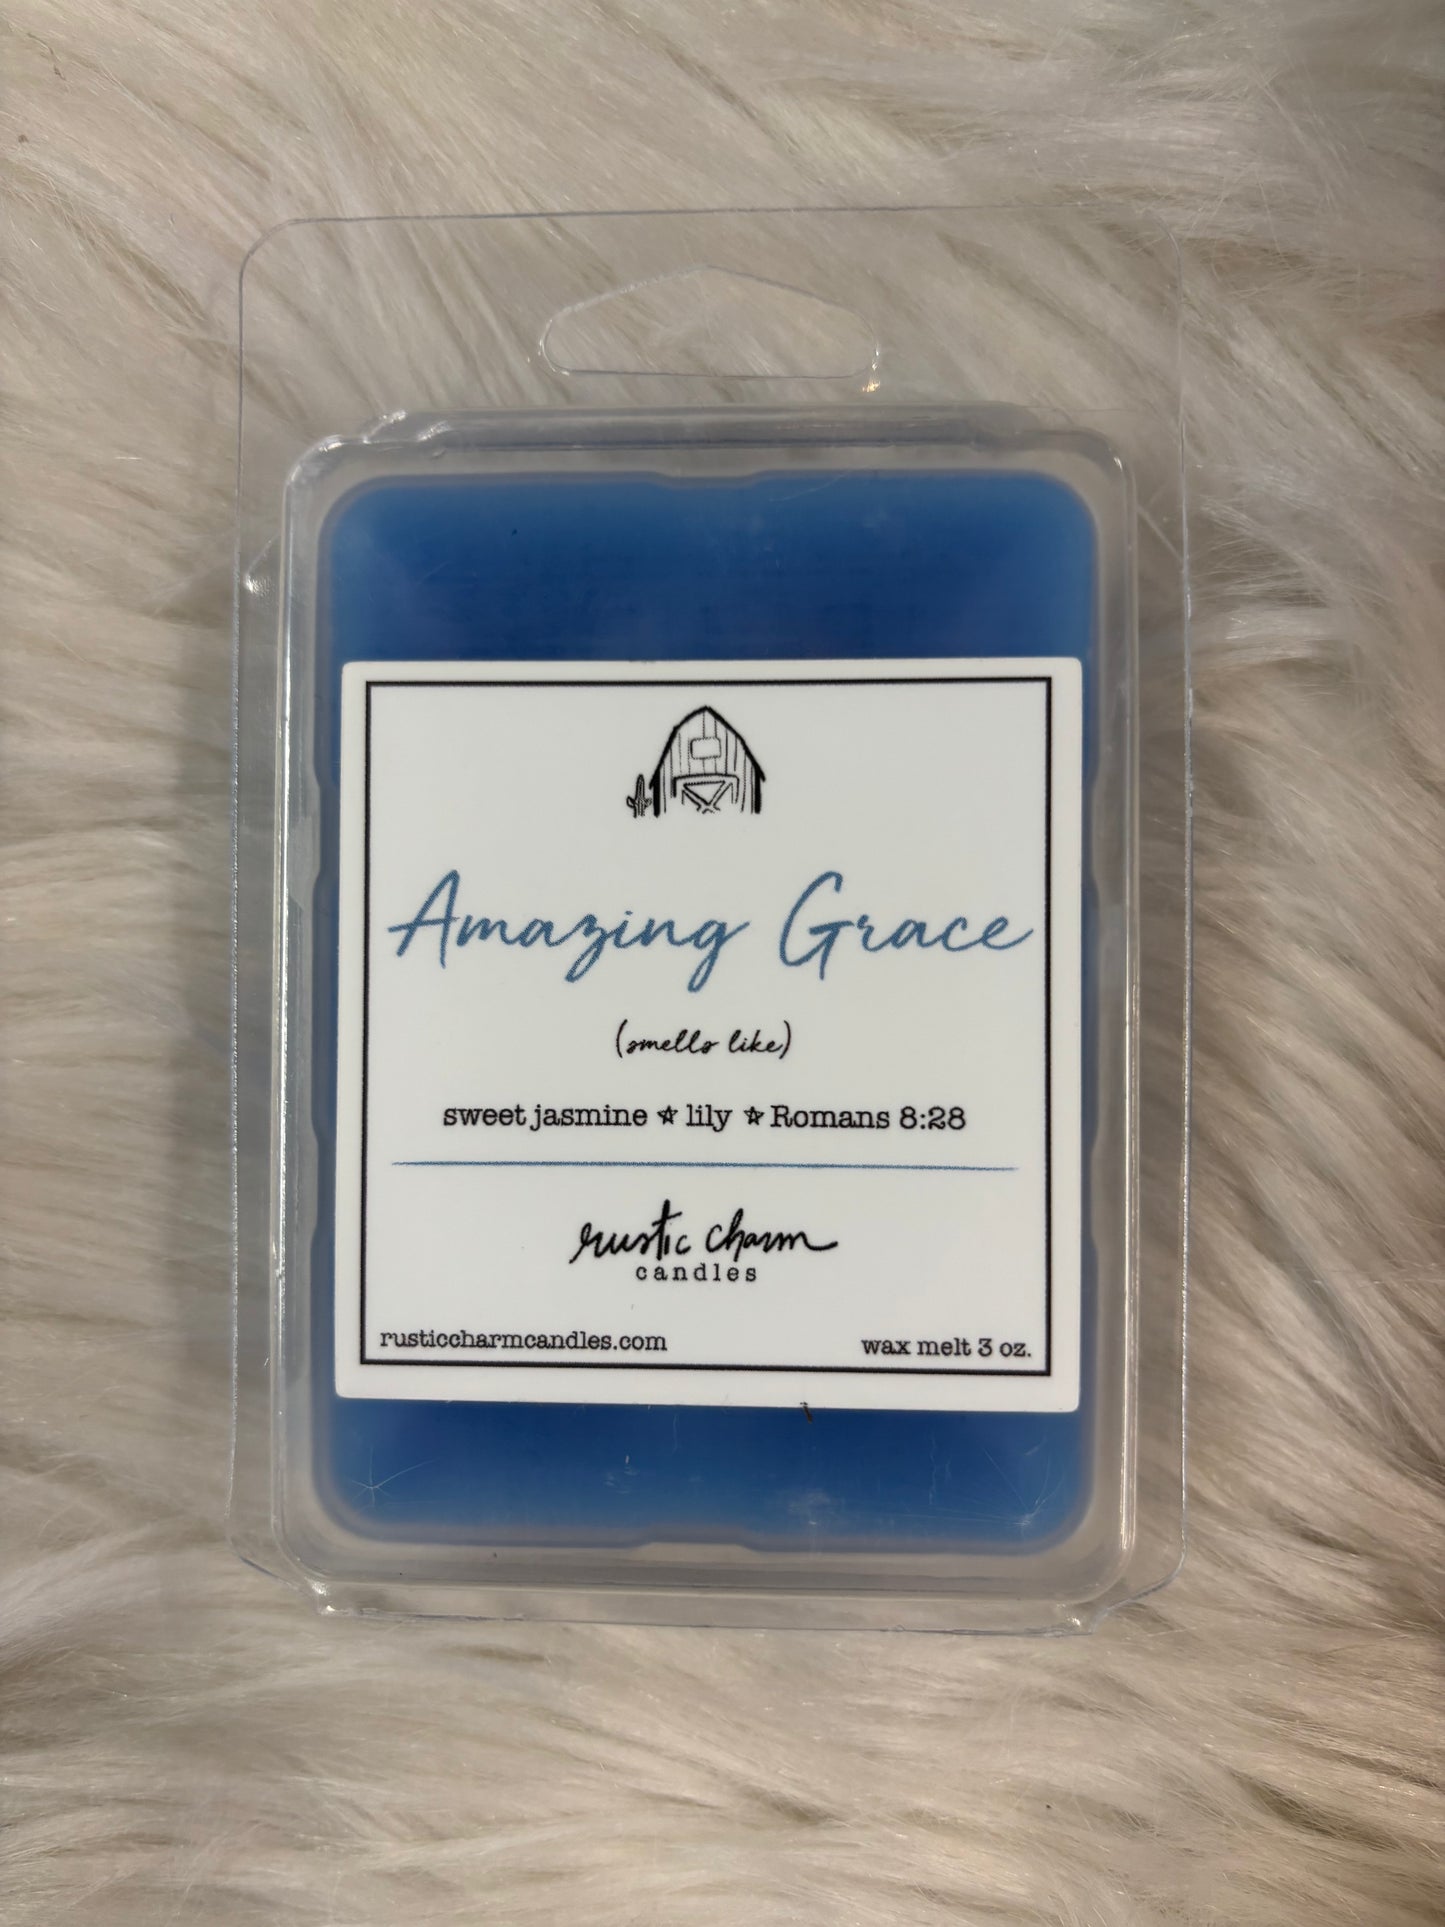 Amazing Grace
(smells like)
sweet jasmine ☆ lily ☆ Romans 8:28
rustic charm
candles
rusticcharmcandles.com
wax melt 3 oz.